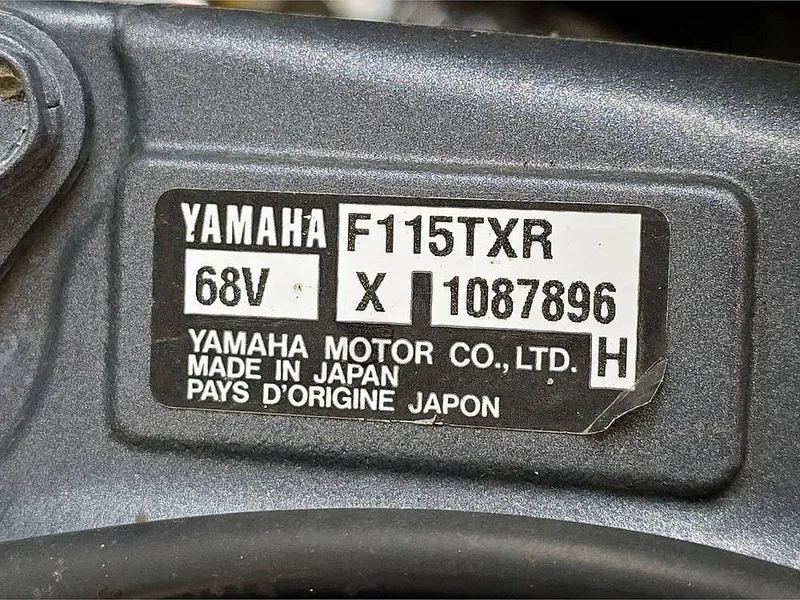 YAMAHA F115TXR
68V X 1087896
YAMAHA MOTOR CO., LTD. H
MADE IN JAPAN
PAYS D'ORIGINE JAPON